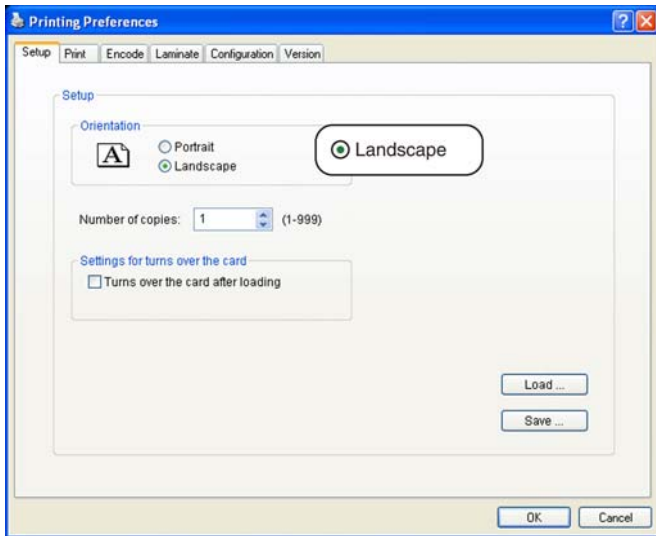 Printing Preferences
Setup Print Encode Laminate Configuration Version
Setup
Orientation
A
Portrait
Landscape
Landscape
Number of copies: 1 (1-999)
Settings for turns over the card
Turns over the card after loading
Load ...
Save ...
OK Cancel